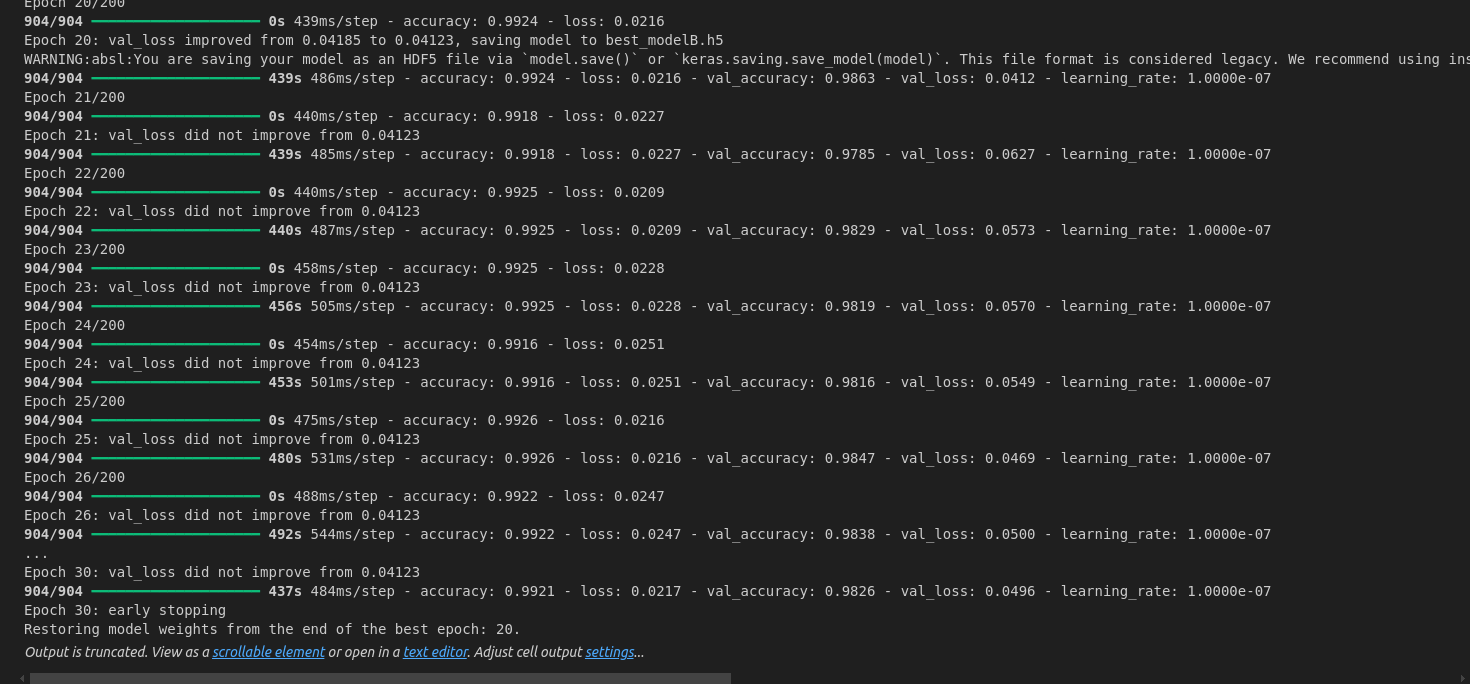 Epoch 20/200
904/904 ━━━━━━━━━━━━━━━━━━━━ 0s 439ms/step - accuracy: 0.9924 - loss: 0.0216
Epoch 20: val_loss improved from 0.04185 to 0.04123, saving model to best_modelB.h5
WARNING:absl:You are saving your model as an HDF5 file via `model.save()` or `keras.saving.save_model(model)`. This file format is considered legacy. We recommend using ins
904/904 ━━━━━━━━━━━━━━━━━━━━ 439s 486ms/step - accuracy: 0.9924 - loss: 0.0216 - val_accuracy: 0.9863 - val_loss: 0.0412 - learning_rate: 1.0000e-07
Epoch 21/200
904/904 ━━━━━━━━━━━━━━━━━━━━ 0s 440ms/step - accuracy: 0.9918 - loss: 0.0227
Epoch 21: val_loss did not improve from 0.04123
904/904 ━━━━━━━━━━━━━━━━━━━━ 439s 485ms/step - accuracy: 0.9918 - loss: 0.0227 - val_accuracy: 0.9785 - val_loss: 0.0627 - learning_rate: 1.0000e-07
Epoch 22/200
904/904 ━━━━━━━━━━━━━━━━━━━━ 0s 440ms/step - accuracy: 0.9925 - loss: 0.0209
Epoch 22: val_loss did not improve from 0.04123
904/904 ━━━━━━━━━━━━━━━━━━━━ 440s 487ms/step - accuracy: 0.9925 - loss: 0.0209 - val_accuracy: 0.9829 - val_loss: 0.0573 - learning_rate: 1.0000e-07
Epoch 23/200
904/904 ━━━━━━━━━━━━━━━━━━━━ 0s 458ms/step - accuracy: 0.9925 - loss: 0.0228
Epoch 23: val_loss did not improve from 0.04123
904/904 ━━━━━━━━━━━━━━━━━━━━ 456s 505ms/step - accuracy: 0.9925 - loss: 0.0228 - val_accuracy: 0.9819 - val_loss: 0.0570 - learning_rate: 1.0000e-07
Epoch 24/200
904/904 ━━━━━━━━━━━━━━━━━━━━ 0s 454ms/step - accuracy: 0.9916 - loss: 0.0251
Epoch 24: val_loss did not improve from 0.04123
904/904 ━━━━━━━━━━━━━━━━━━━━ 453s 501ms/step - accuracy: 0.9916 - loss: 0.0251 - val_accuracy: 0.9816 - val_loss: 0.0549 - learning_rate: 1.0000e-07
Epoch 25/200
904/904 ━━━━━━━━━━━━━━━━━━━━ 0s 475ms/step - accuracy: 0.9926 - loss: 0.0216
Epoch 25: val_loss did not improve from 0.04123
904/904 ━━━━━━━━━━━━━━━━━━━━ 480s 531ms/step - accuracy: 0.9926 - loss: 0.0216 - val_accuracy: 0.9847 - val_loss: 0.0469 - learning_rate: 1.0000e-07
Epoch 26/200
904/904 ━━━━━━━━━━━━━━━━━━━━ 0s 488ms/step - accuracy: 0.9922 - loss: 0.0247
Epoch 26: val_loss did not improve from 0.04123
904/904 ━━━━━━━━━━━━━━━━━━━━ 492s 544ms/step - accuracy: 0.9922 - loss: 0.0247 - val_accuracy: 0.9838 - val_loss: 0.0500 - learning_rate: 1.0000e-07
...
Epoch 30: val_loss did not improve from 0.04123
904/904 ━━━━━━━━━━━━━━━━━━━━ 437s 484ms/step - accuracy: 0.9921 - loss: 0.0217 - val_accuracy: 0.9826 - val_loss: 0.0496 - learning_rate: 1.0000e-07
Epoch 30: early stopping
Restoring model weights from the end of the best epoch: 20.
Output is truncated. View as a scrollable element or open in a text editor. Adjust cell output settings...